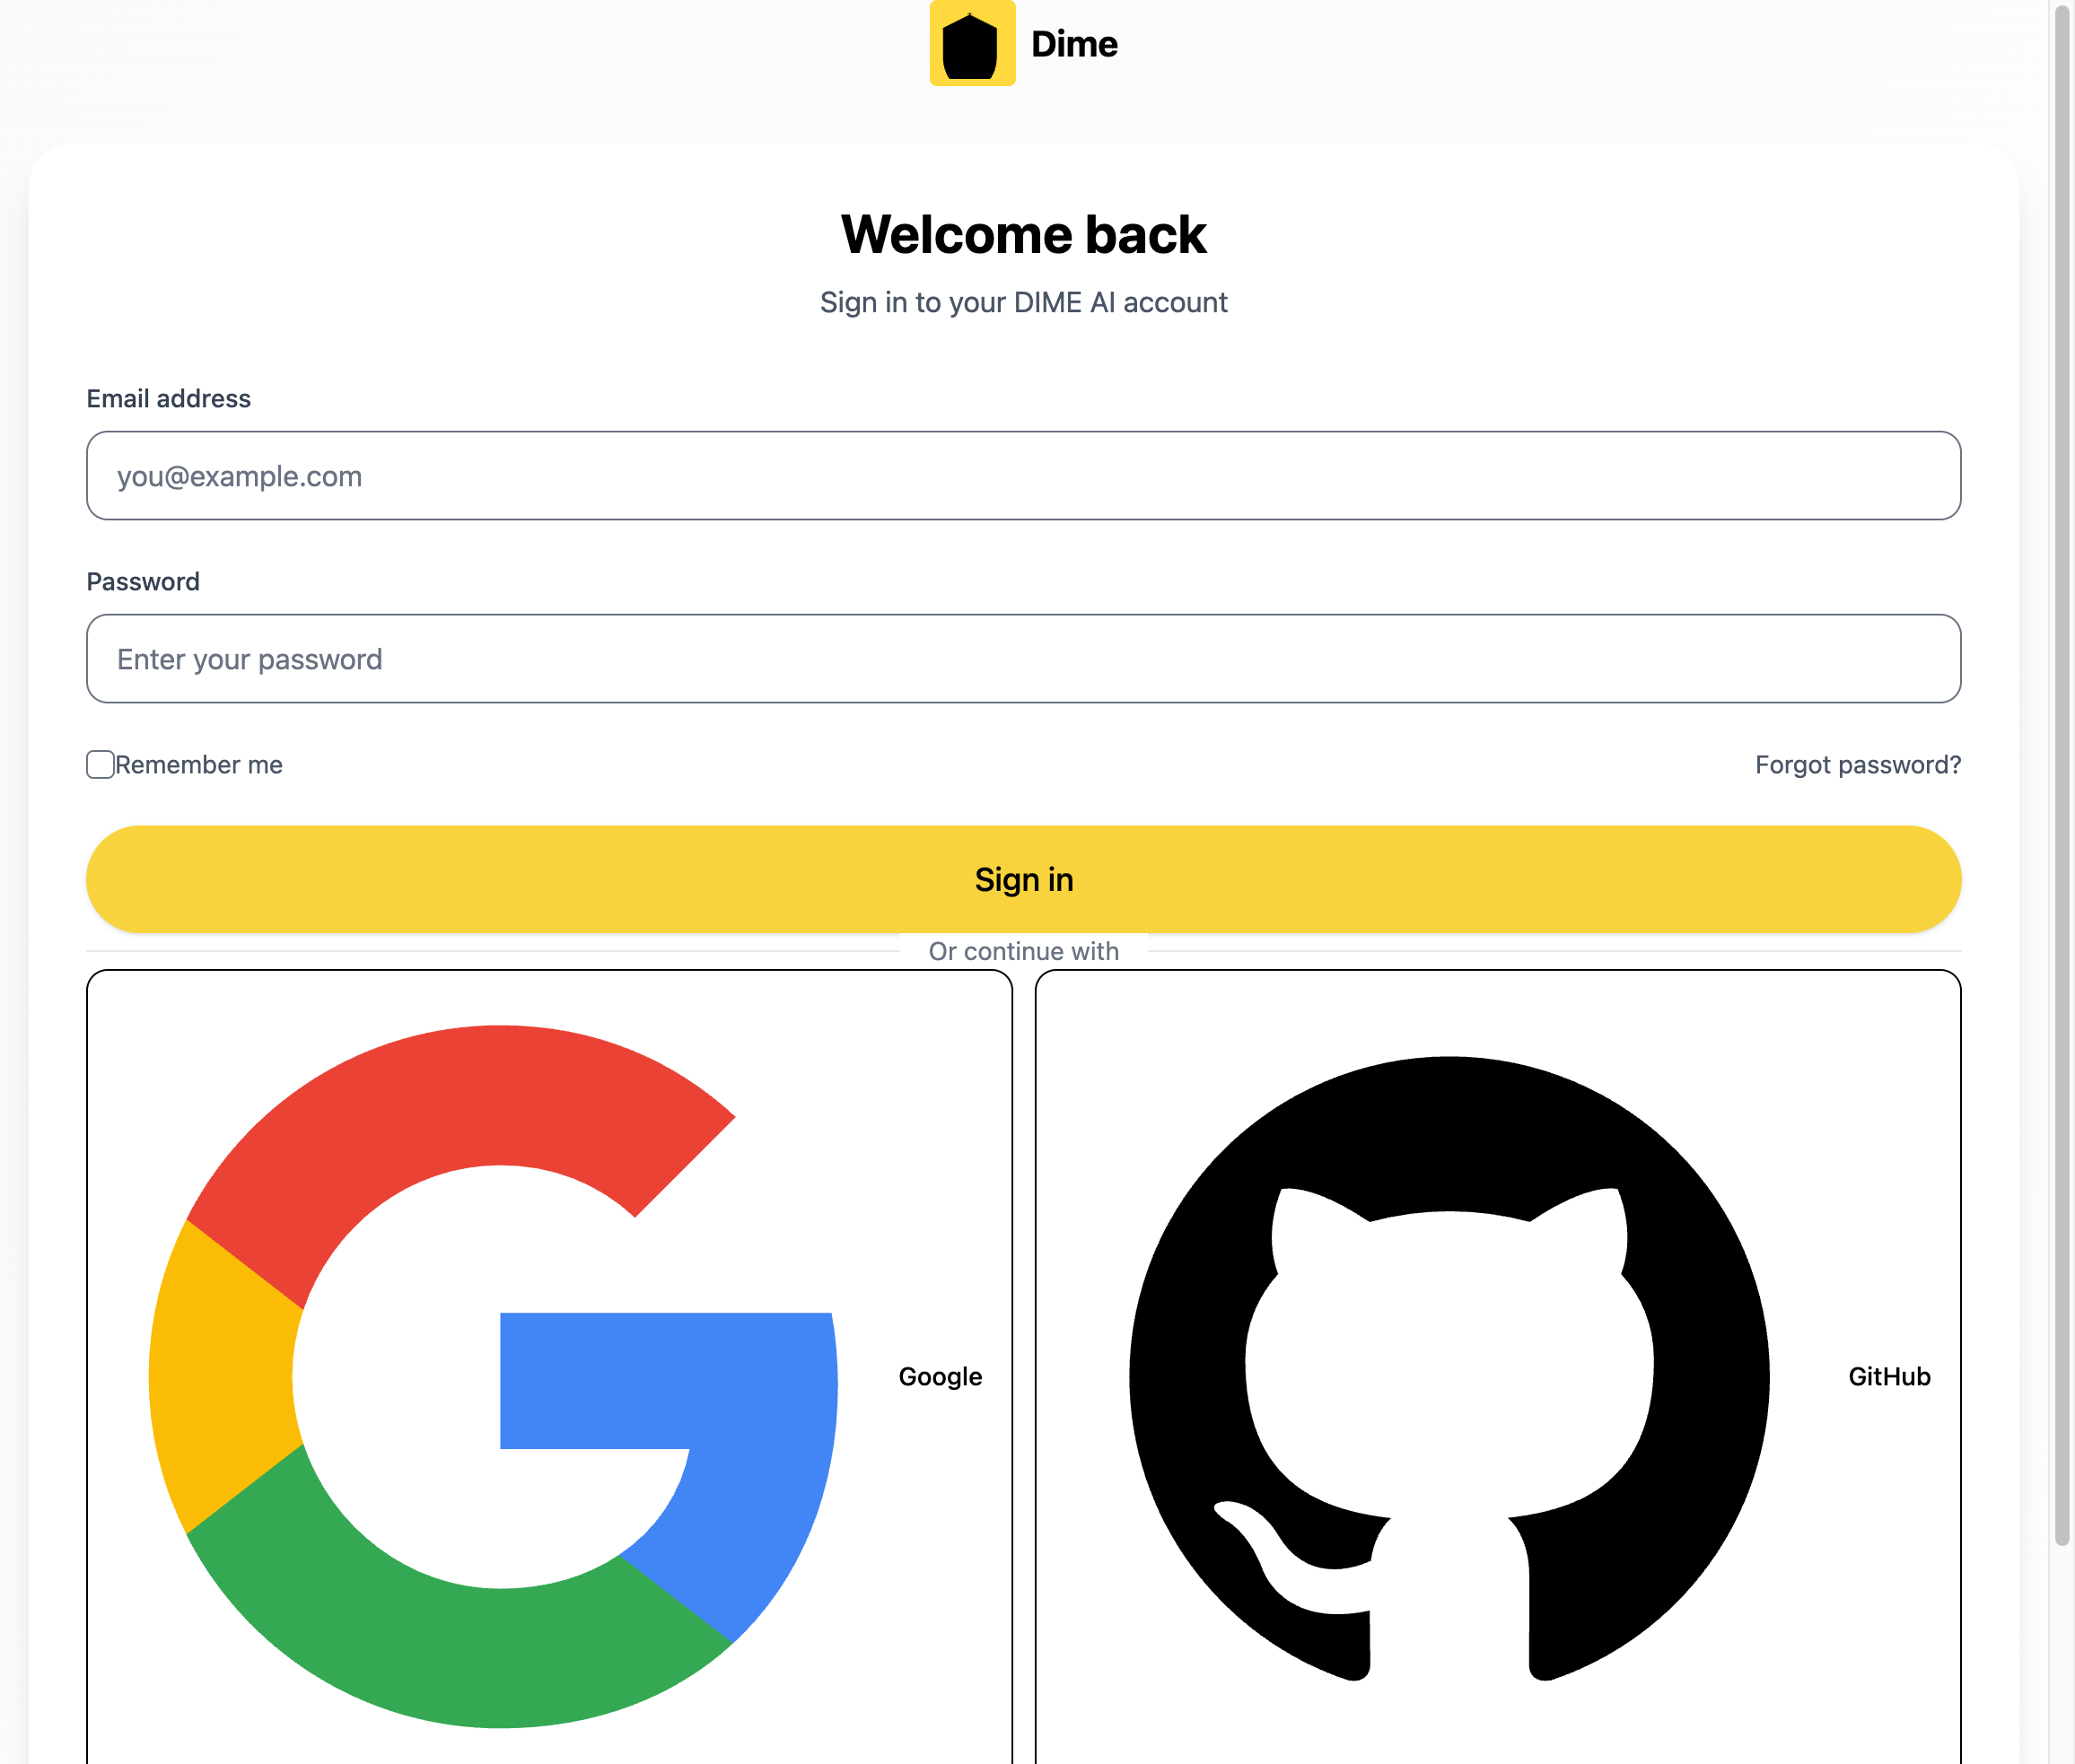 Dime
Welcome back
Sign in to your DIME AI account
Email address
you@example.com
Password
Enter your password
Remember me
Forgot password?
Sign in
Or continue with
Google
GitHub